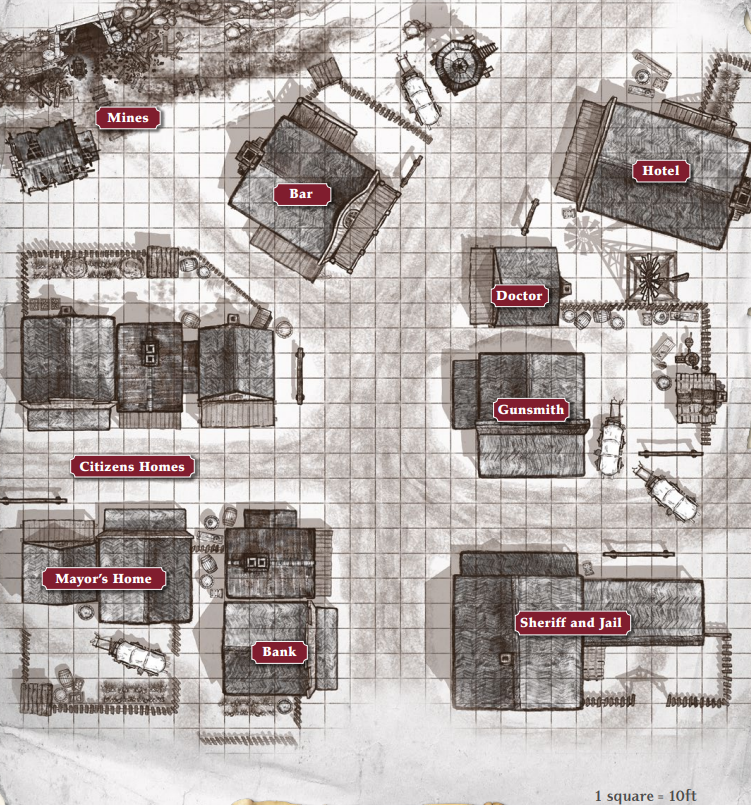 Mines
Bar
Hotel
Doctor
Gunsmith
Citizens Homes
Mayor's Home
Sheriff and Jail
Bank
1 square = 10ft